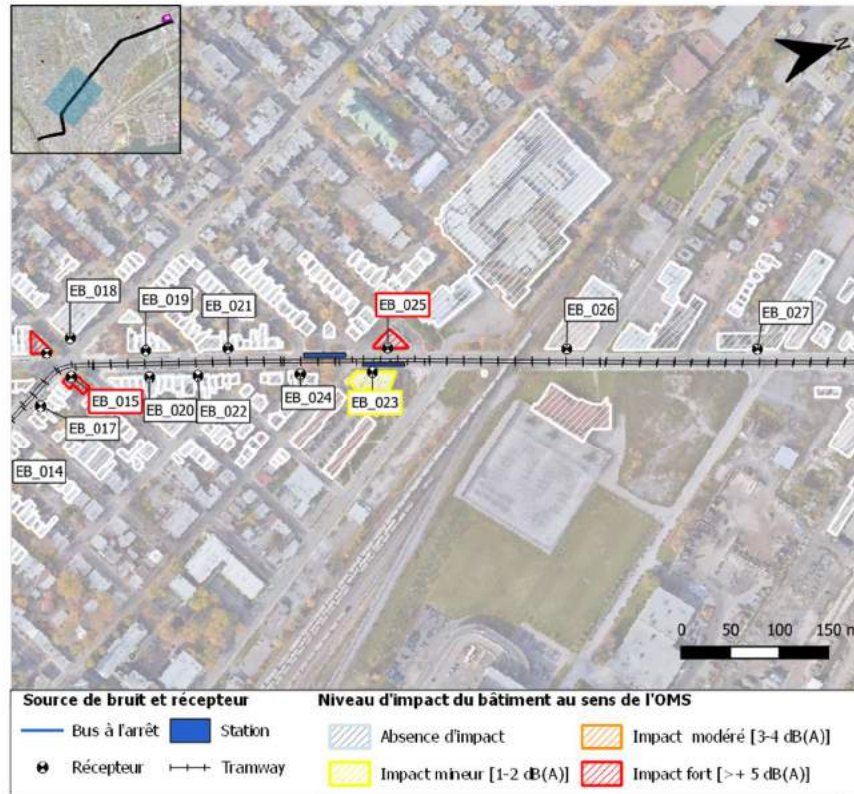 N
EB_018
EB_019
EB_021
EB_025
EB_026
EB_027
EB_015
EB_020
EB_022
EB_024
EB_023
EB_017
EB_014
0 50 100 150 m
Source de bruit et récepteur
Bus à l'arrêt
Station
Récepteur
Tramway
Niveau d'impact du bâtiment au sens de l'OMS
Absence d'impact
Impact modéré [3-4 dB(A)]
Impact mineur [1-2 dB(A)]
Impact fort [>+ 5 dB(A)]